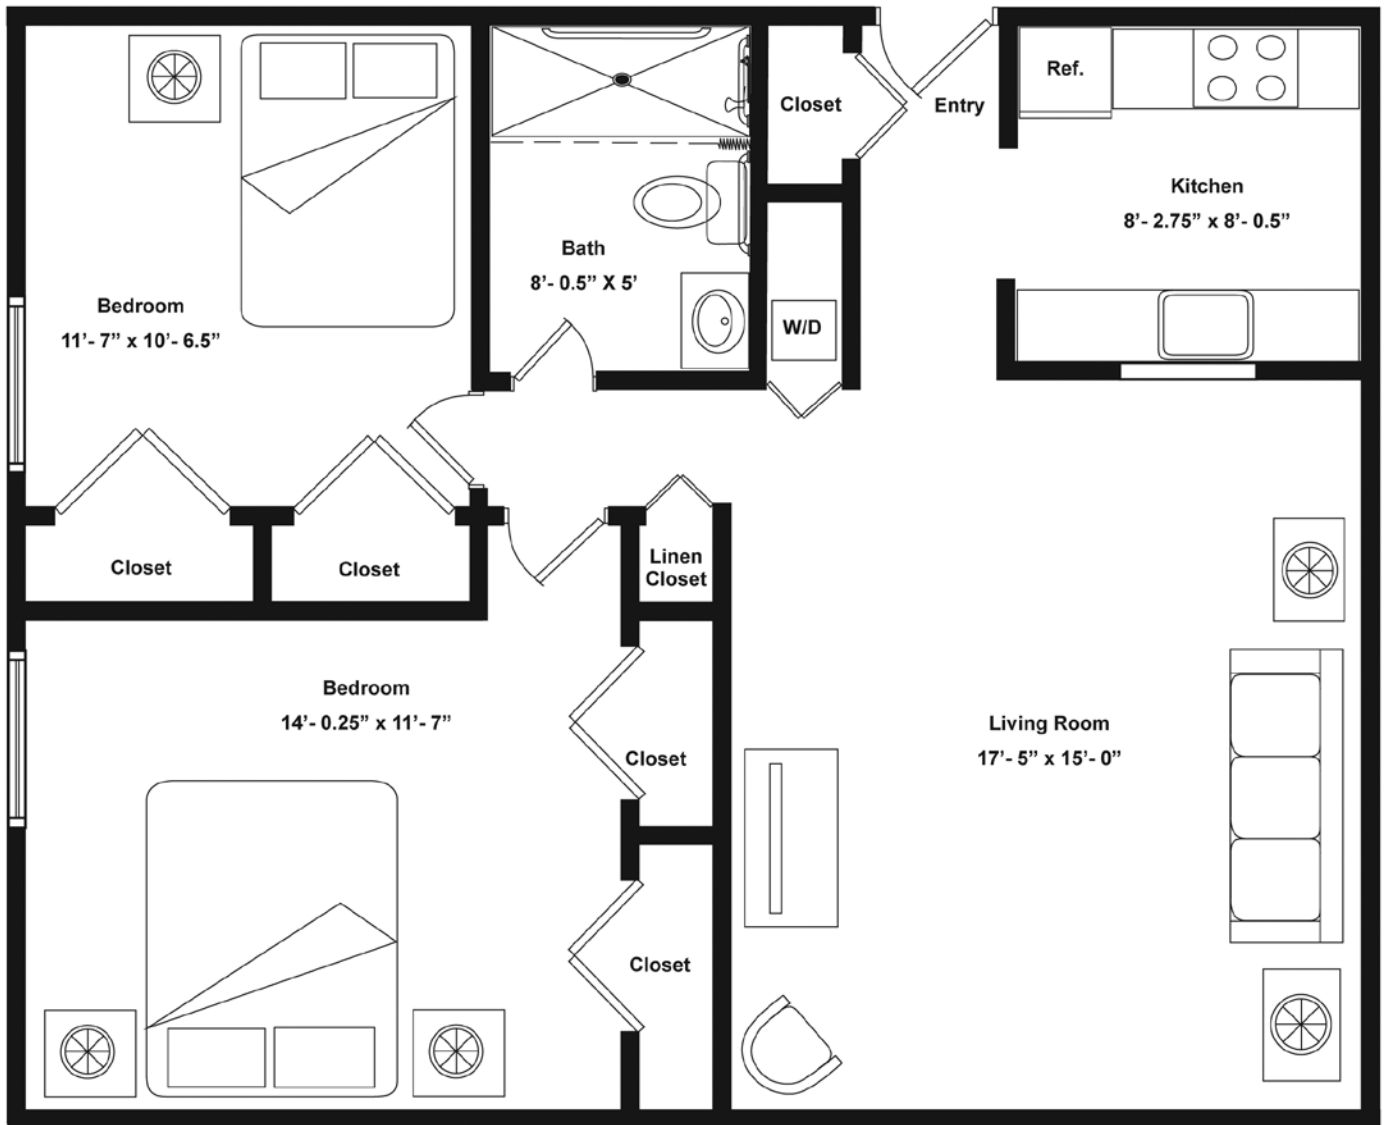 Ref.
Closet
Entry
Kitchen
8’- 2.75” x 8’- 0.5”
Bath
8’- 0.5” X 5’
Bedroom
11’- 7” x 10’- 6.5”
W/D
Closet
Closet
Linen
Closet
Bedroom
14’- 0.25” x 11’- 7”
Closet
Living Room
17’- 5” x 15’- 0”
Closet